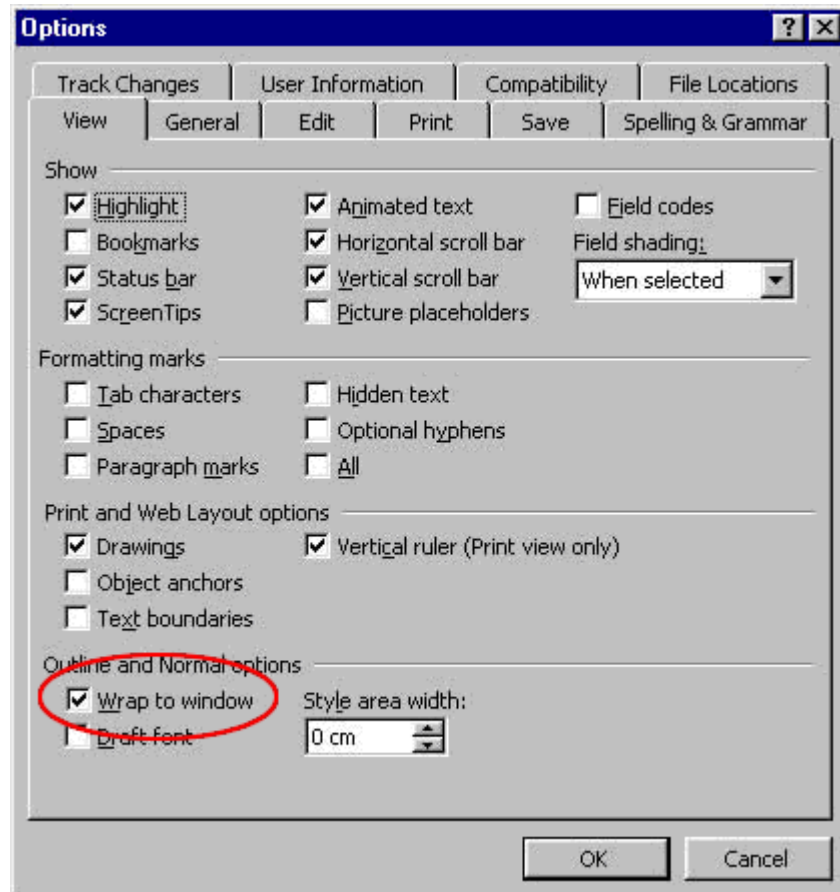 Options
Track Changes User Information Compatibility File Locations
View General Edit Print Save Spelling & Grammar
Show
Highlight Animated text Field codes
Bookmarks Horizontal scroll bar Field shading:
Status bar Vertical scroll bar When selected
ScreenTips Picture placeholders
Formatting marks
Tab characters Hidden text
Spaces Optional hyphens
Paragraph marks All
Print and Web Layout options
Drawings Vertical ruler (Print view only)
Object anchors
Text boundaries
Outline and Normal options
Wrap to window Style area width:
Draft font 0 cm
OK Cancel